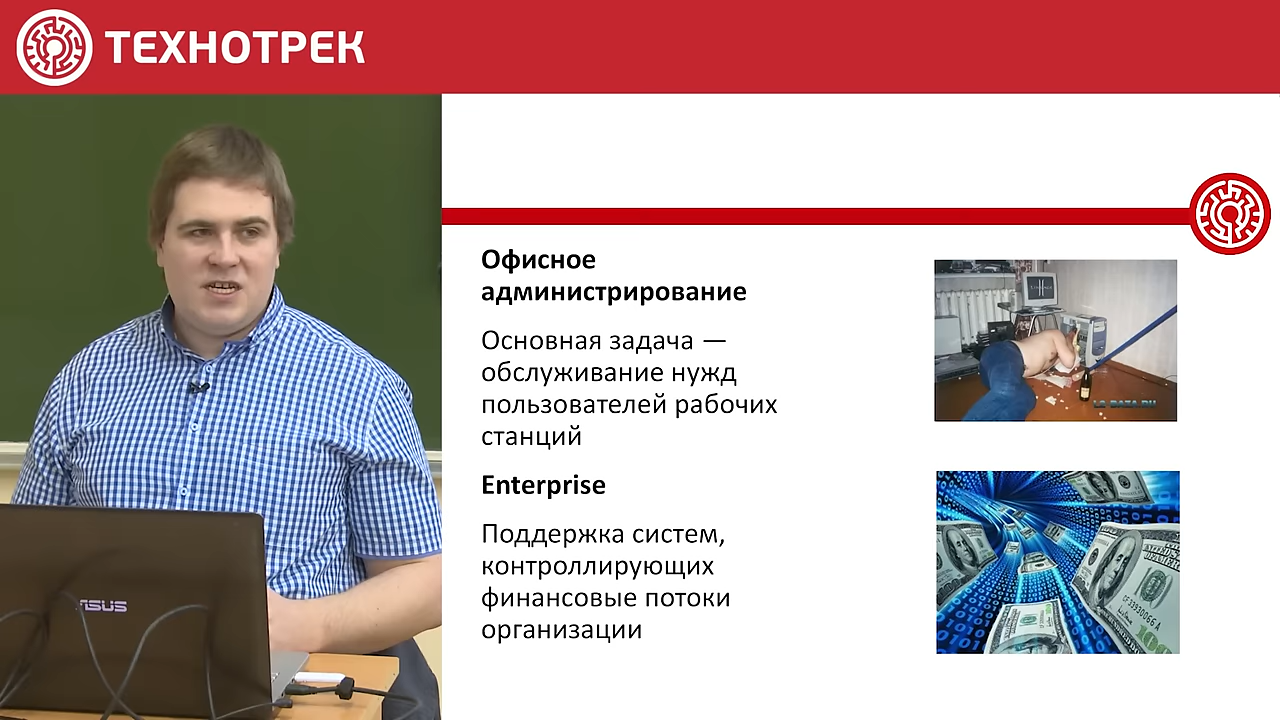 ТЕХНОТРЕК
Офисное
администрирование
Основная задача —
обслуживание нужд
пользователей рабочих
станций
Enterprise
Поддержка систем,
контроллирующих
финансовые потоки
организации
ASUS